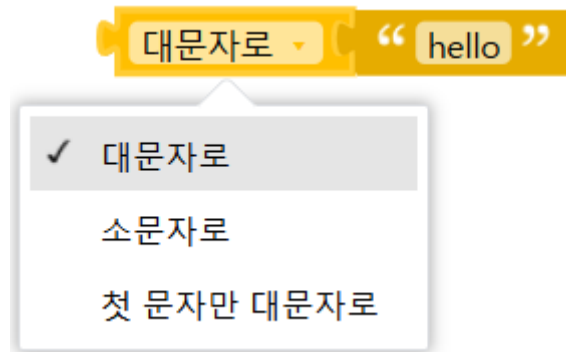 대문자로 “ hello ”
✓ 대문자로
소문자로
첫 문자만 대문자로